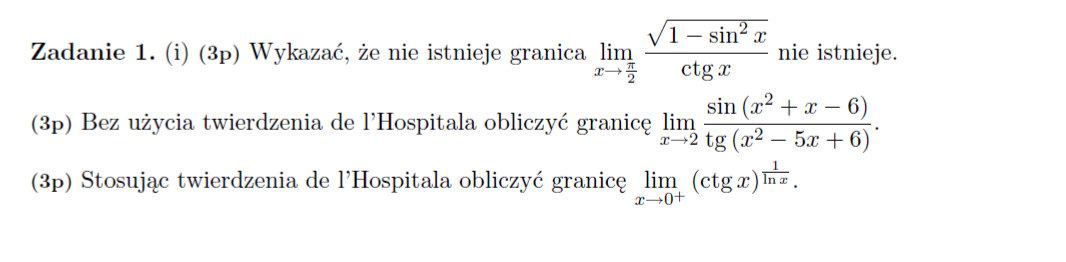 Zadanie 1. (i) (3p) Wykazać, że nie istnieje granica $\lim_{x \to \frac{\pi}{2}} \frac{\sqrt{1 - \sin^2 x}}{\operatorname{ctg} x}$ nie istnieje.
(3p) Bez użycia twierdzenia de l'Hospitala obliczyć granicę $\lim_{x \to 2} \frac{\sin (x^2 + x - 6)}{\operatorname{tg} (x^2 - 5x + 6)}$.
(3p) Stosując twierdzenia de l'Hospitala obliczyć granicę $\lim_{x \to 0^+} (\operatorname{ctg} x)^{\frac{1}{\ln x}}$.